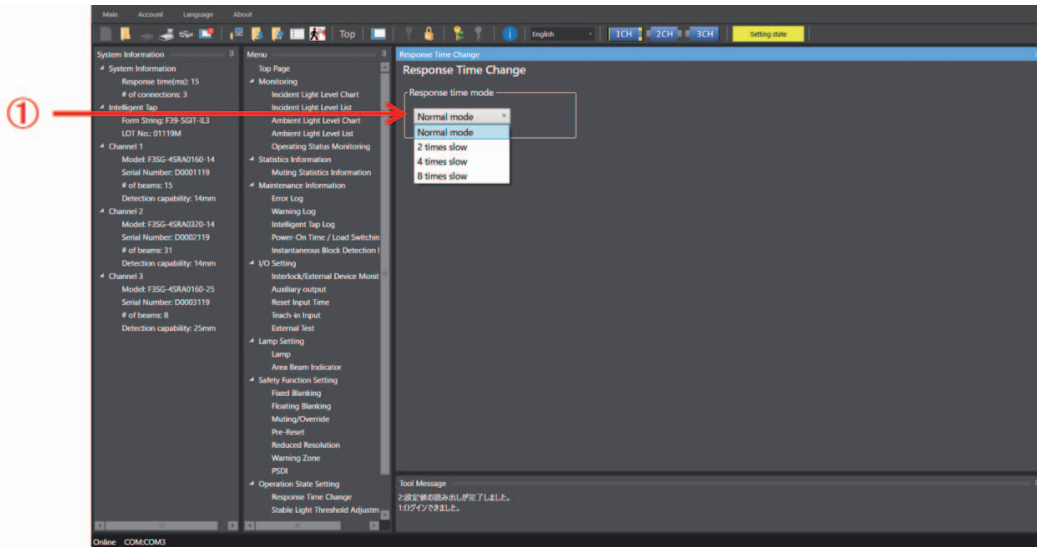 Main Account Language About
Top English 1CH 2CH 3CH Setting state
System Information
System Information
Response time(ms): 15
# of connections: 3
Intelligent Tap
Form String: F39-SGIT-IL3
LOT No.: 01119M
Channel 1
Model: F3SG-4SRA0160-14
Serial Number: D0001119
# of beams: 15
Detection capability: 14mm
Channel 2
Model: F3SG-4SRA0320-14
Serial Number: D0002119
# of beams: 31
Detection capability: 14mm
Channel 3
Model: F3SG-4SRA0160-25
Serial Number: D0003119
# of beams: 8
Detection capability: 25mm
Menu
Top Page
Monitoring
Incident Light Level Chart
Incident Light Level List
Ambient Light Level Chart
Ambient Light Level List
Operating Status Monitoring
Statistics Information
Muting Statistics Information
Maintenance Information
Error Log
Warning Log
Intelligent Tap Log
Power-On Time / Load Switchin
Instantaneous Block Detection I
I/O Setting
Interlock/External Device Monit
Auxiliary output
Reset Input Time
Teach-in Input
External Test
Lamp Setting
Lamp
Area Beam Indicator
Safety Function Setting
Fixed Blanking
Floating Blanking
Muting/Override
Pre-Reset
Reduced Resolution
Warning Zone
PSDI
Operation State Setting
Response Time Change
Stable Light Threshold Adjustm
Response Time Change
Response Time Change
Response time mode
①
Normal mode
Normal mode
2 times slow
4 times slow
8 times slow
Tool Message
2:設定値の読み出しが完了しました。
1:ログインできました。
Online COM:COM3